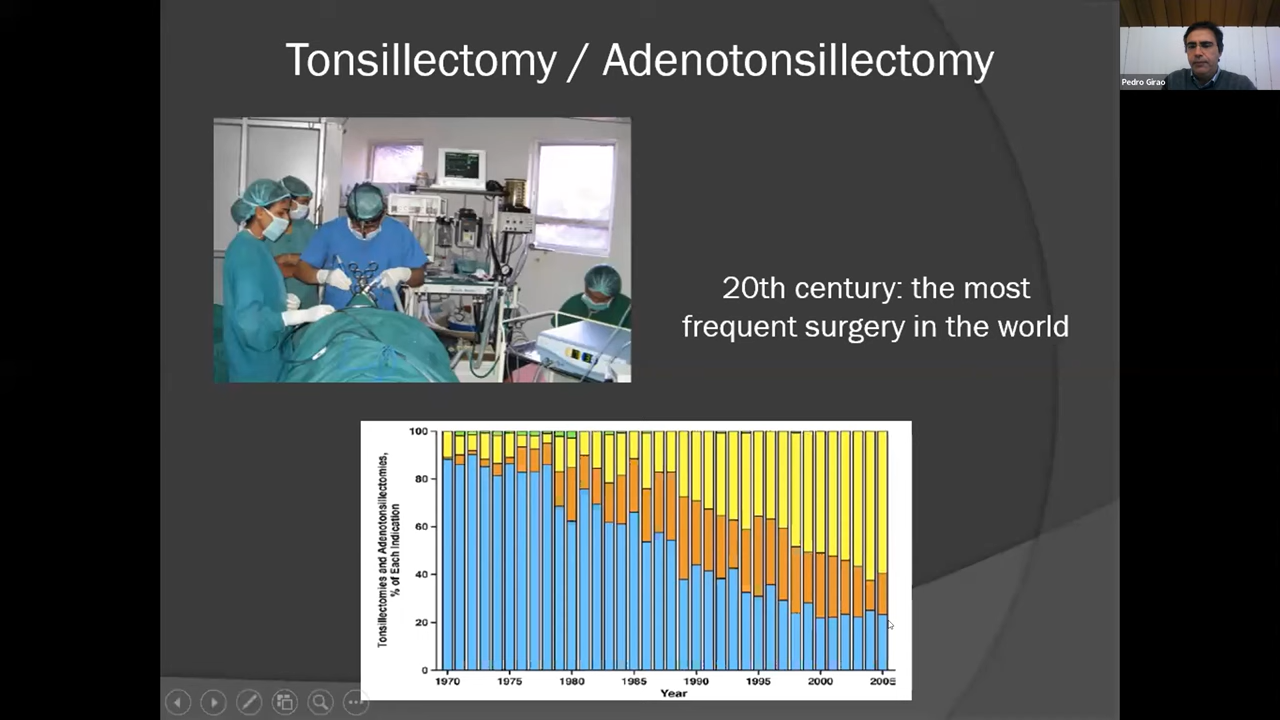 Tonsillectomy / Adenotonsillectomy
Pedro Girao
20th century: the most
frequent surgery in the world
Tonsillectomies and Adenotonsillectomies,
% of Each Indication
100
80
60
40
20
0
1970 1975 1980 1985 1990 1995 2000 2005
Year